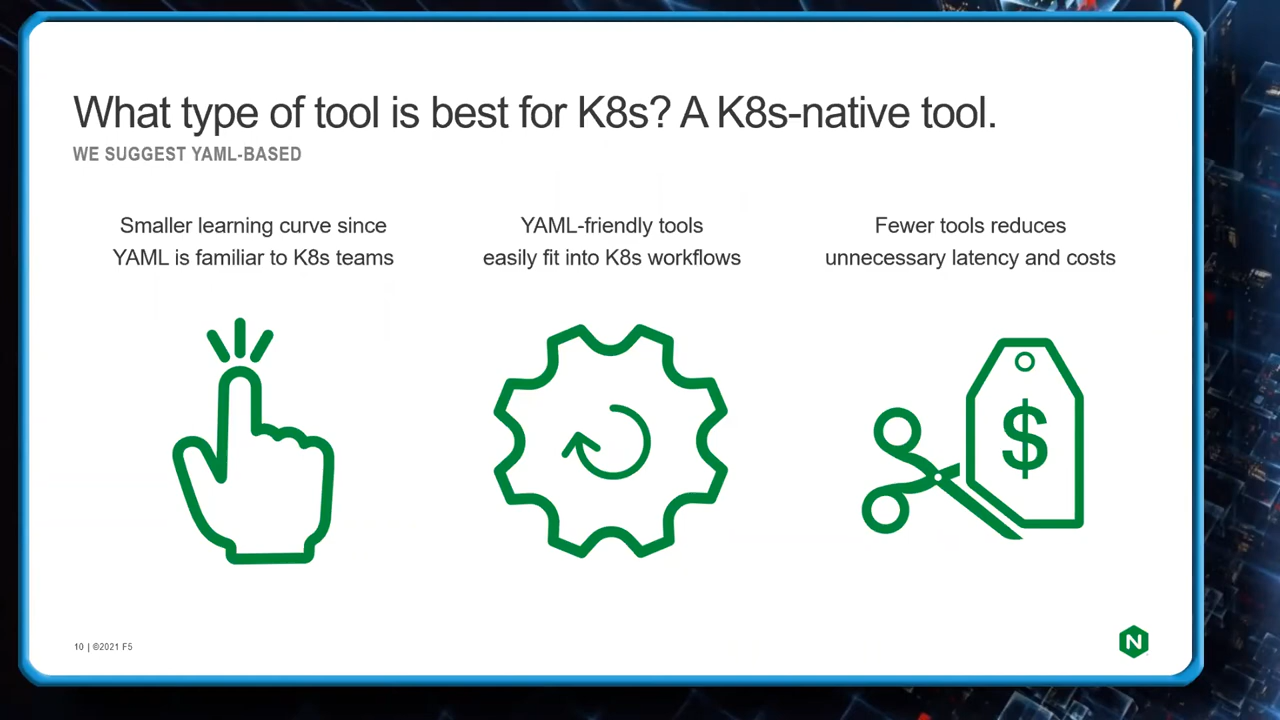 What type of tool is best for K8s? A K8s-native tool.
WE SUGGEST YAML-BASED
Smaller learning curve since
YAML is familiar to K8s teams
YAML-friendly tools
easily fit into K8s workflows
Fewer tools reduces
unnecessary latency and costs
$
10 | ©2021 F5
N